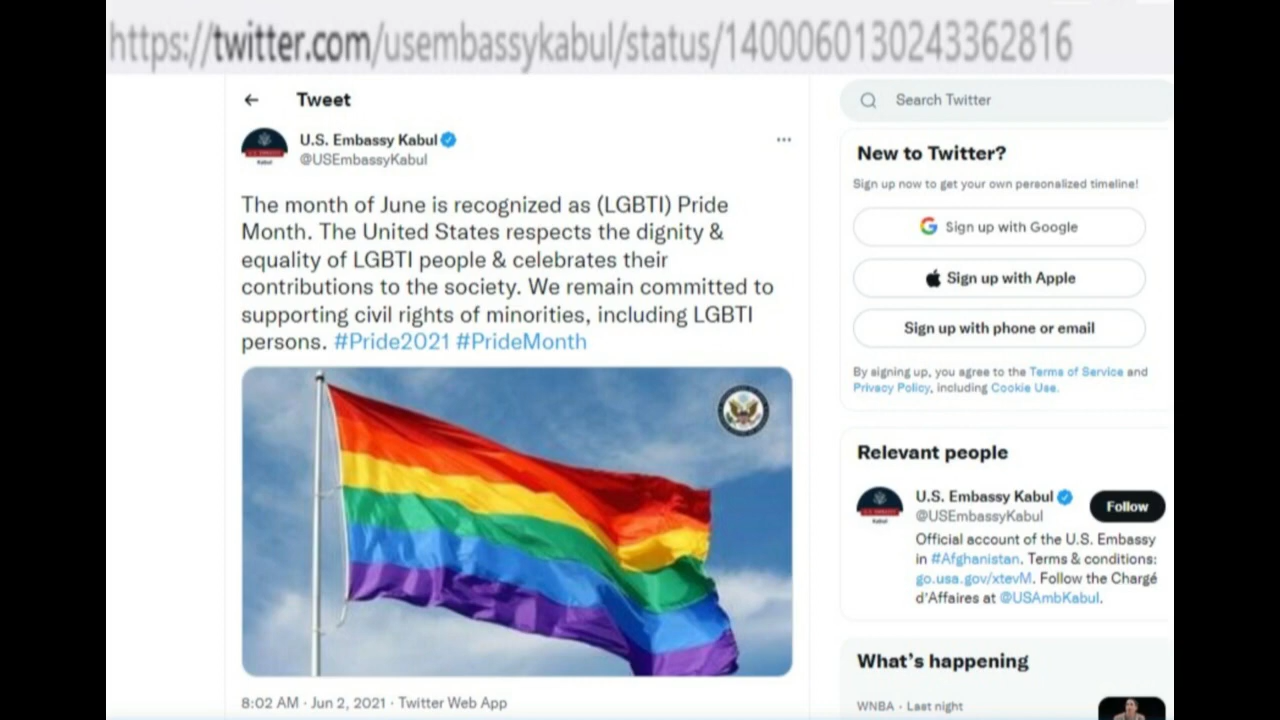 https://twitter.com/usembassykabul/status/1400060130243362816
← Tweet
Search Twitter
U.S. Embassy Kabul
@USEmbassyKabul
The month of June is recognized as (LGBTI) Pride
Month. The United States respects the dignity &
equality of LGBTI people & celebrates their
contributions to the society. We remain committed to
supporting civil rights of minorities, including LGBTI
persons. #Pride2021 #PrideMonth
8:02 AM · Jun 2, 2021 · Twitter Web App
New to Twitter?
Sign up now to get your own personalized timeline!
Sign up with Google
Sign up with Apple
Sign up with phone or email
By signing up, you agree to the Terms of Service and
Privacy Policy, including Cookie Use.
Relevant people
U.S. Embassy Kabul
@USEmbassyKabul
Follow
Official account of the U.S. Embassy
in #Afghanistan. Terms & conditions:
go.usa.gov/xtevM. Follow the Chargé
d'Affaires at @USAmbKabul.
What's happening
WNBA · Last night